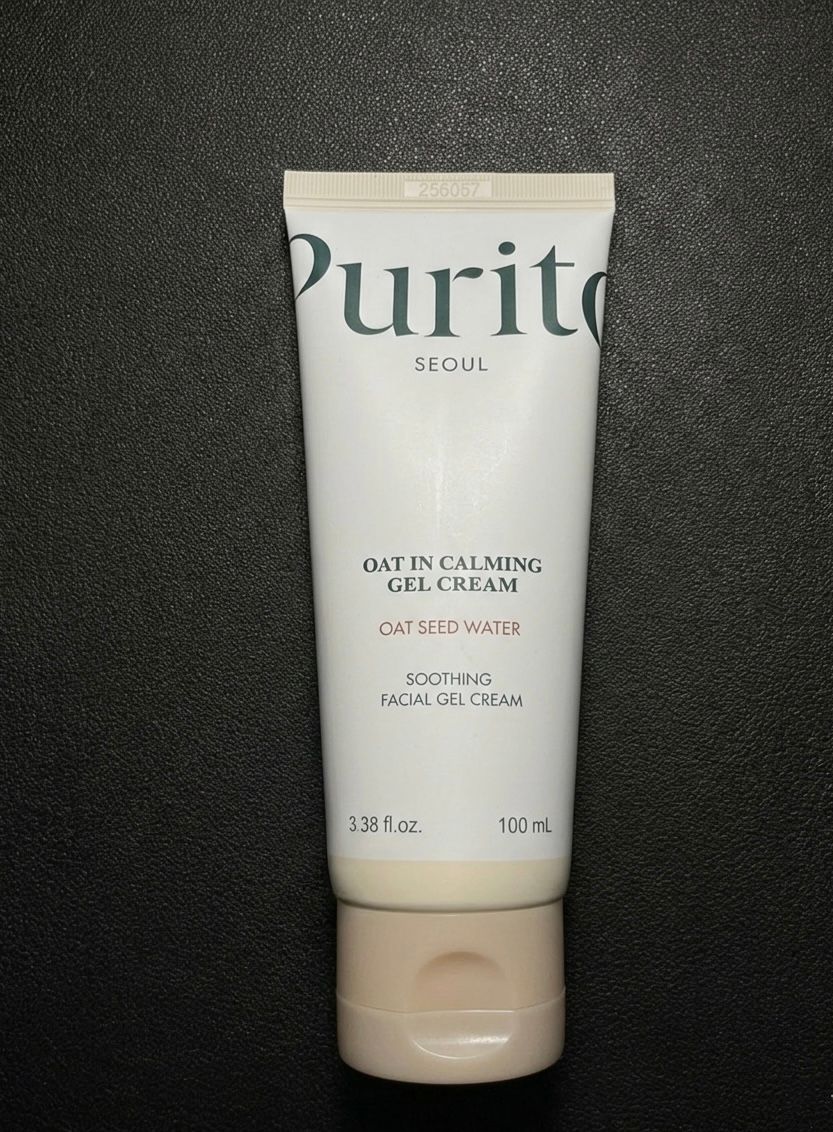 256057
Purito
SEOUL
OAT IN CALMING
GEL CREAM
OAT SEED WATER
SOOTHING
FACIAL GEL CREAM
3.38 fl.oz. 100 mL